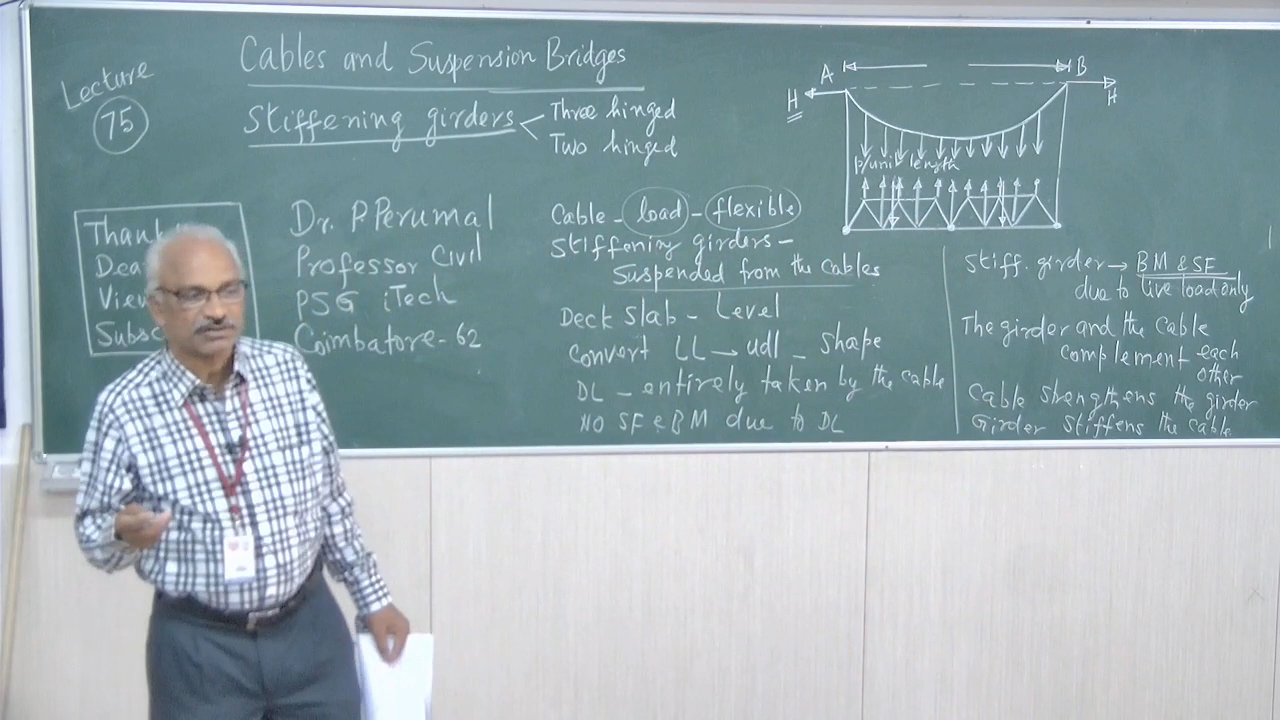 Lecture
75
Cables and Suspension Bridges
Stiffening girders
Three hinged
Two hinged
Dr. P Perumal
Professor Civil
PSG iTech
Coimbatore-62
Cable - load - flexible
Stiffening girders -
Suspended from the cables
Deck slab - Level
Convert LL → udl - shape
DL - entirely taken by the cable
NO SF & BM due to DL
A
B
H
H
p/unit length
Stiff. girder → BM & SF
due to live load only
The girder and the cable
complement each
other
Cable strengthens the girder
Girder stiffens the cable